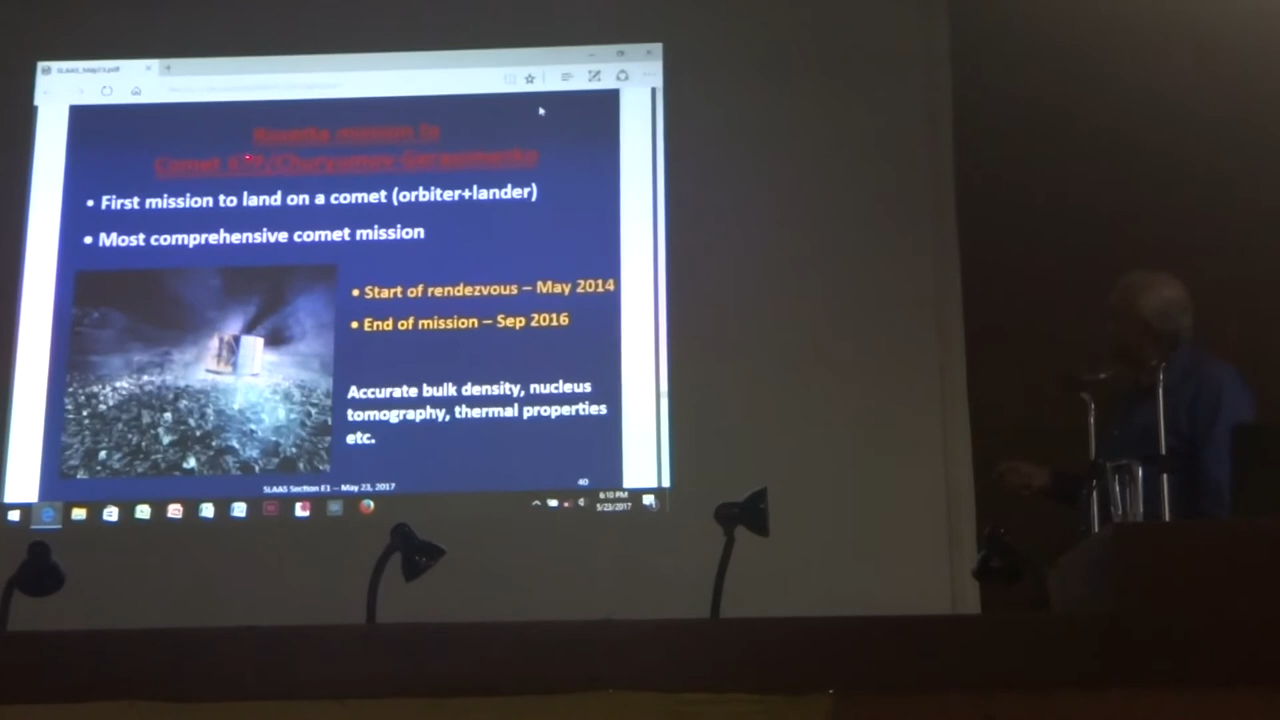 SLAAS_May23.pdf
Rosetta mission to
Comet 67P/Churyumov-Gerasimenko
• First mission to land on a comet (orbiter+lander)
• Most comprehensive comet mission
• Start of rendezvous – May 2014
• End of mission – Sep 2016
Accurate bulk density, nucleus
tomography, thermal properties
etc.
SLAAS Section E1 -- May 23, 2017
40
6:10 PM
5/23/2017